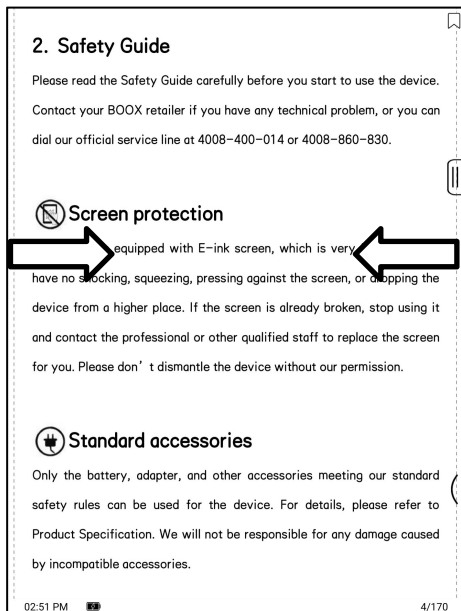 2. Safety Guide
Please read the Safety Guide carefully before you start to use the device.
Contact your BOOX retailer if you have any technical problem, or you can
dial our official service line at 4008-400-014 or 4008-860-830.
Screen protection
equipped with E-ink screen, which is very
have no shocking, squeezing, pressing against the screen, or dropping the
device from a higher place. If the screen is already broken, stop using it
and contact the professional or other qualified staff to replace the screen
for you. Please don't dismantle the device without our permission.
Standard accessories
Only the battery, adapter, and other accessories meeting our standard
safety rules can be used for the device. For details, please refer to
Product Specification. We will not be responsible for any damage caused
by incompatible accessories.
02:51 PM 4/170